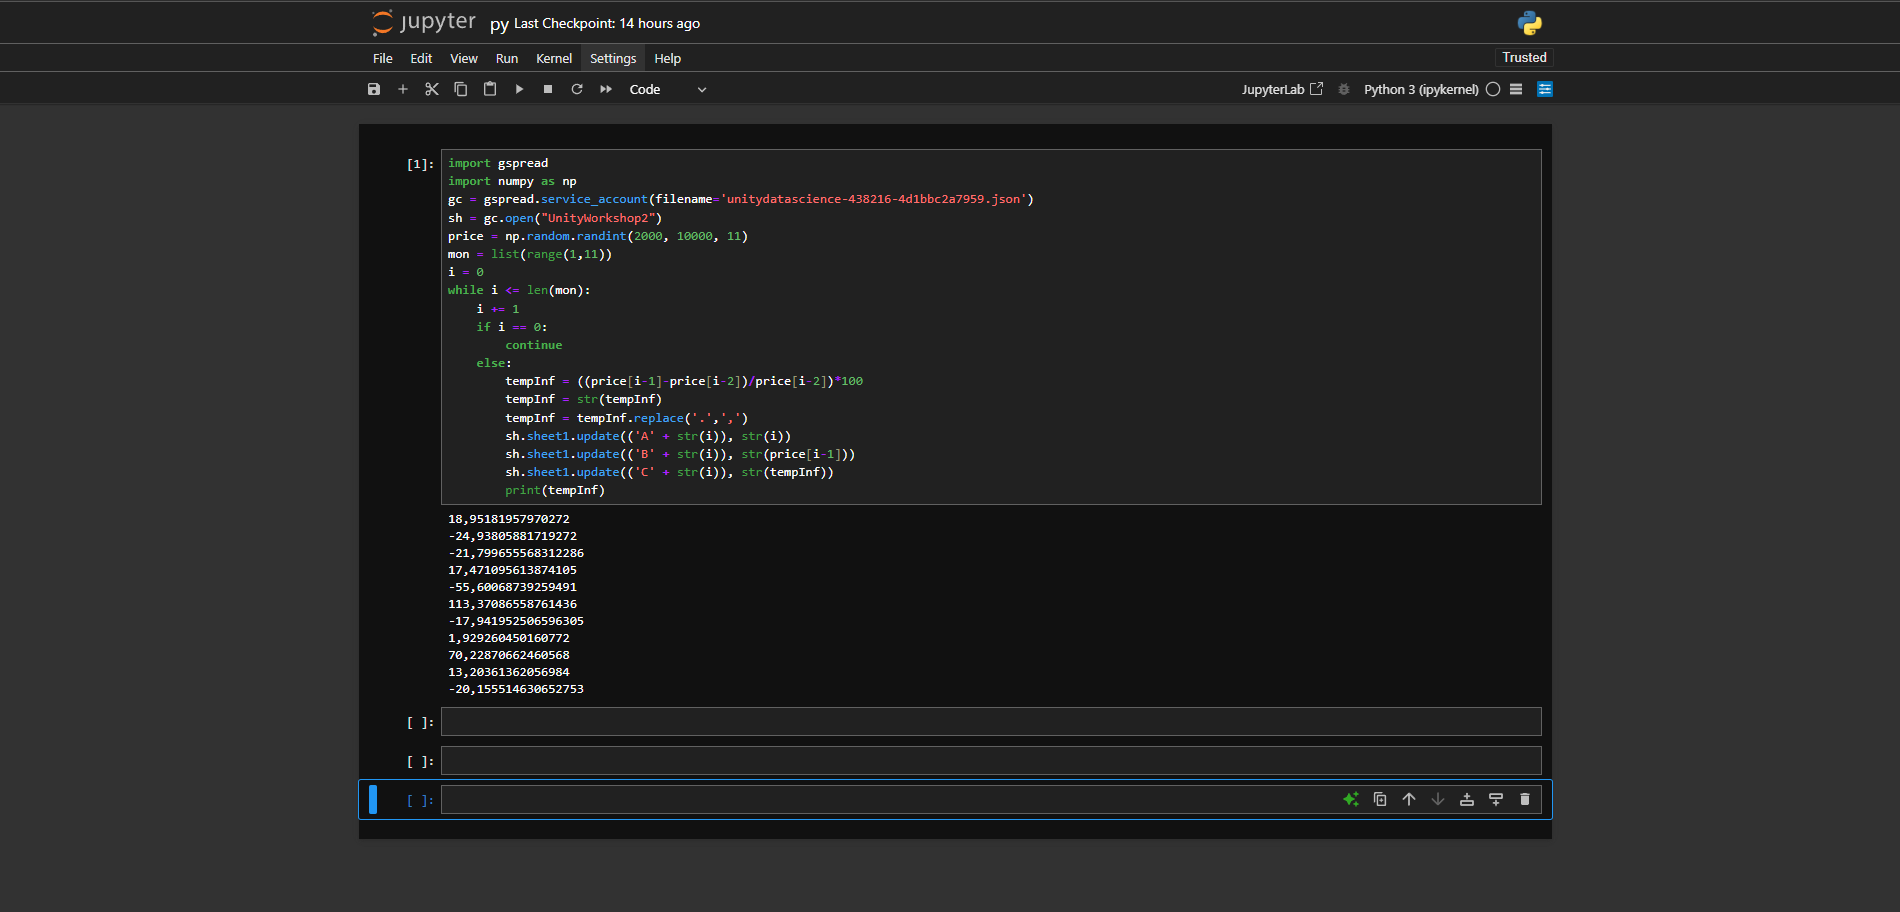 jupyter py Last Checkpoint: 14 hours ago
File Edit View Run Kernel Settings Help Trusted
Code JupyterLab Python 3 (ipykernel)
[1]: import gspread
import numpy as np
gc = gspread.service_account(filename='unitydatascience-438216-4d1bbc2a7959.json')
sh = gc.open("UnityWorkshop2")
price = np.random.randint(2000, 10000, 11)
mon = list(range(1,11))
i = 0
while i <= len(mon):
    i += 1
    if i == 0:
        continue
    else:
        tempInf = ((price[i-1]-price[i-2])/price[i-2])*100
        tempInf = str(tempInf)
        tempInf = tempInf.replace('.',',')
        sh.sheet1.update(('A' + str(i)), str(i))
        sh.sheet1.update(('B' + str(i)), str(price[i-1]))
        sh.sheet1.update(('C' + str(i)), str(tempInf))
        print(tempInf)
18,95181957970272
-24,93805881719272
-21,799655568312286
17,471095613874105
-55,60068739259491
113,37086558761436
-17,941952506596305
1,929260450160772
70,22870662460568
13,20361362056984
-20,155514630652753
[ ]:
[ ]:
[ ]: